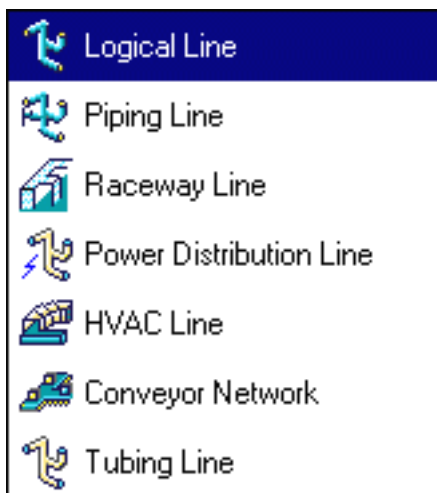 Logical Line
Piping Line
Raceway Line
Power Distribution Line
HVAC Line
Conveyor Network
Tubing Line